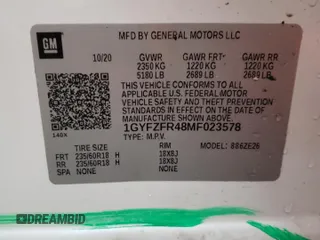 GM
MFD BY GENERAL MOTORS LLC
10/20 GVWR GAWR FRT GAWR RR
2350 KG 1220 KG 1220 KG
5180 LB 2689 LB 2689 LB
THIS VEHICLE CONFORMS TO ALL APPLICABLE U.S. FEDERAL MOTOR VEHICLE SAFETY AND THEFT PREVENTION STANDARDS IN EFFECT ON THE DATE OF MANUFACTURE SHOWN ABOVE.
1GYFZFR48MF023578
TYPE: M.P.V. MODEL: 886ZE26
TIRE SIZE RIM
FRT 235/60R18 H 18X8J
RR 235/60R18 H 18X8J
SPA NONE NONE
DREAMBID